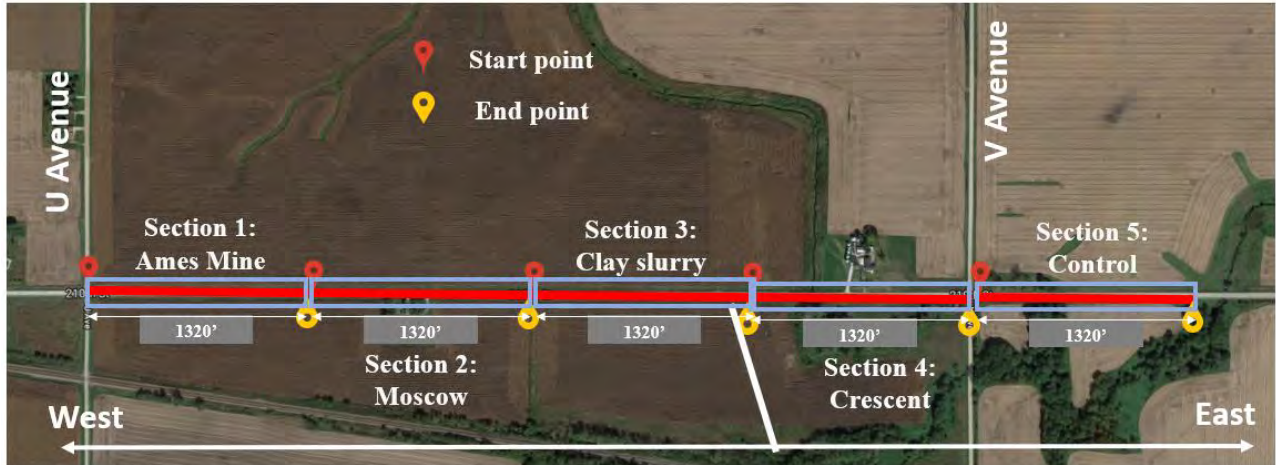 Start point
End point
U Avenue
V Avenue
Section 1:
Ames Mine
Section 3:
Clay slurry
Section 5:
Control
1320’
1320’
1320’
1320’
1320’
Section 2:
Moscow
Section 4:
Crescent
West
East